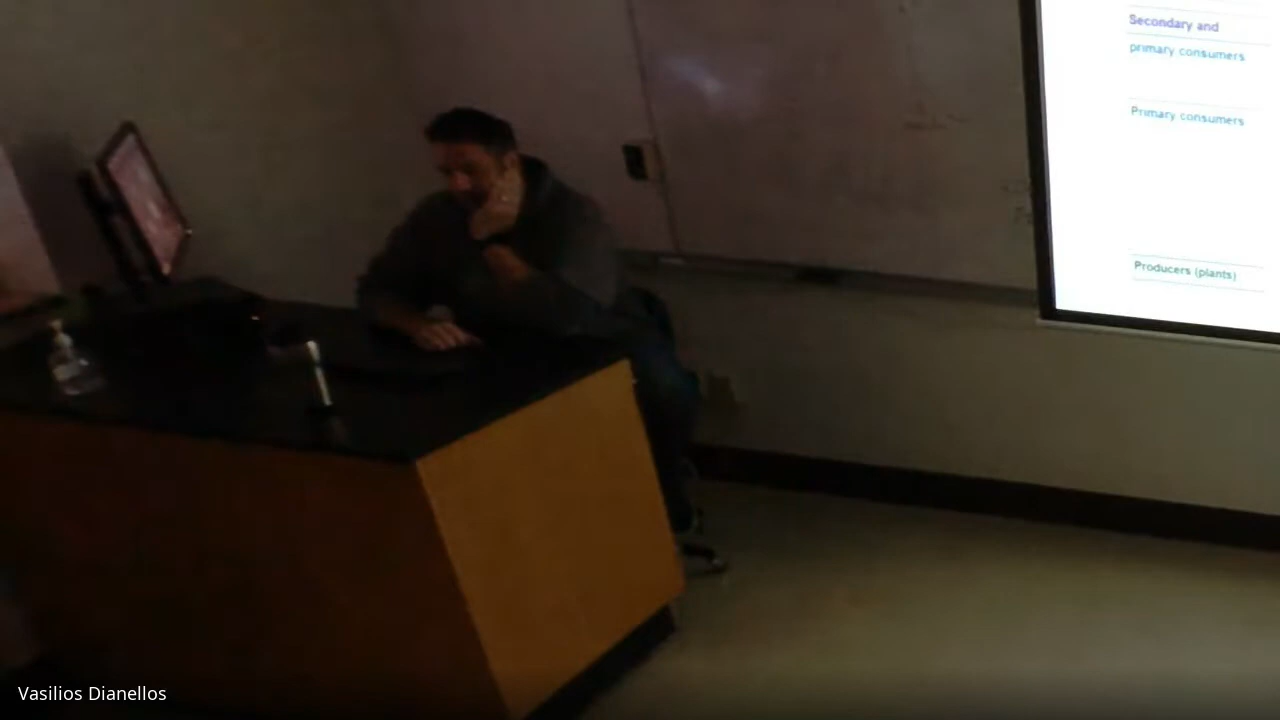 Secondary and
primary consumers
Primary consumers
Producers (plants)
Vasilios Dianellos